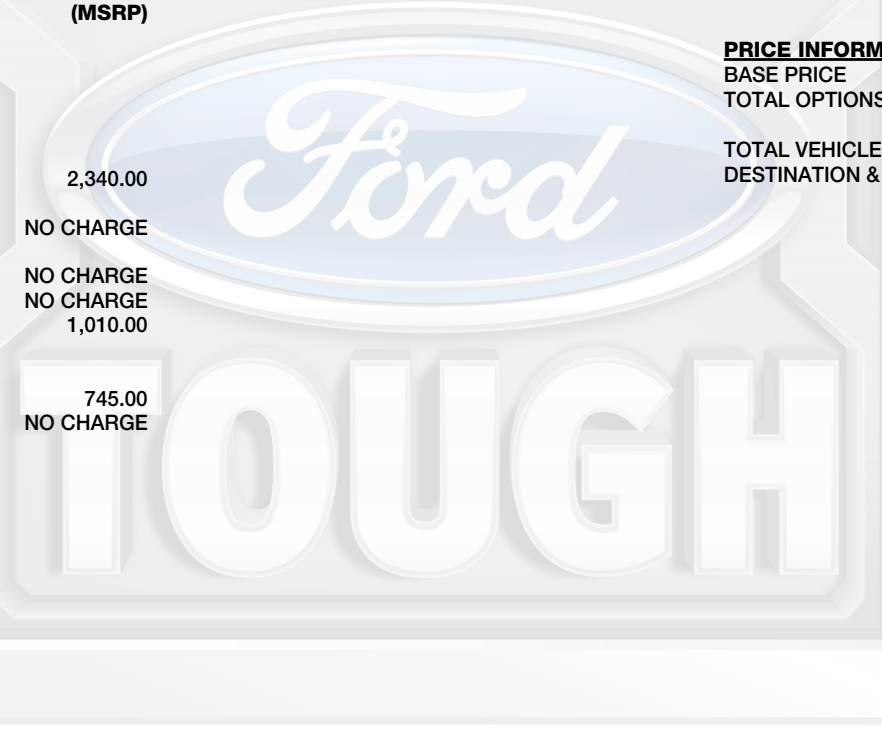 (MSRP)
2,340.00
NO CHARGE
NO CHARGE
NO CHARGE
1,010.00
745.00
NO CHARGE
PRICE INFORM
BASE PRICE
TOTAL OPTIONS
TOTAL VEHICLE
DESTINATION &
Ford
TOUGH